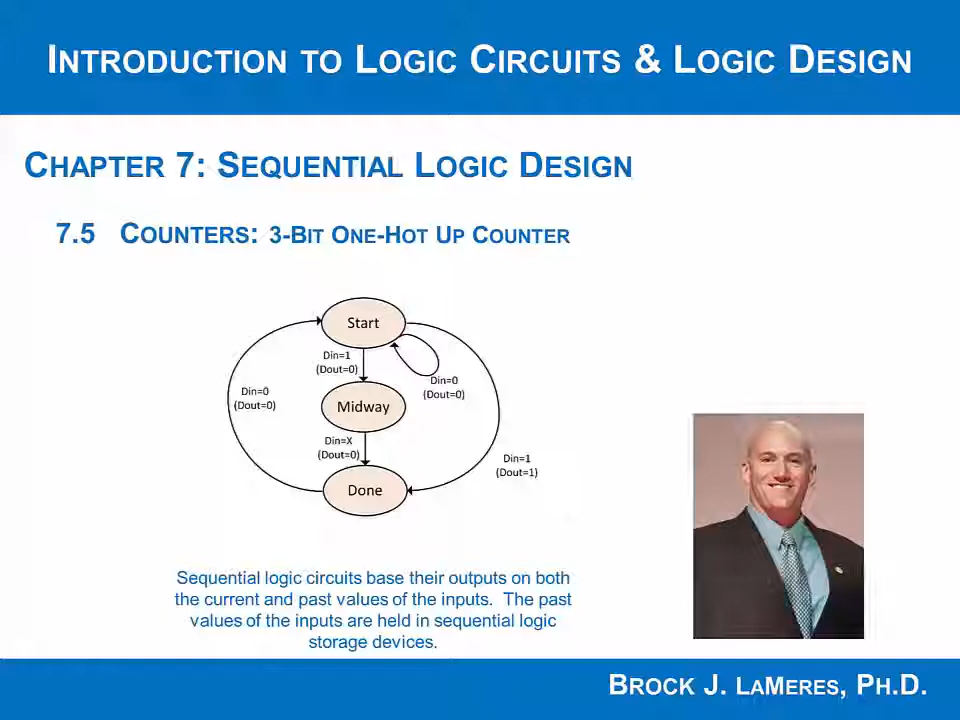 INTRODUCTION TO LOGIC CIRCUITS & LOGIC DESIGN
CHAPTER 7: SEQUENTIAL LOGIC DESIGN
7.5 COUNTERS: 3-BIT ONE-HOT UP COUNTER
Start
Din=1
(Dout=0)
Din=0
(Dout=0)
Din=0
(Dout=0)
Midway
Din=X
(Dout=0)
Din=1
(Dout=1)
Done
Sequential logic circuits base their outputs on both
the current and past values of the inputs. The past
values of the inputs are held in sequential logic
storage devices.
BROCK J. LAMERES, PH.D.